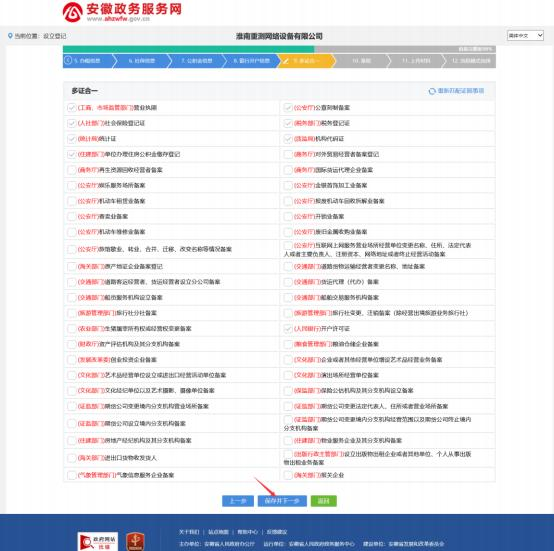 安徽政务服务网
www.ahzwfw.gov.cn
当前位置：设立登记
淮南重测网络设备有限公司
简体中文
5. 办税信息
6. 社保信息
7. 公积金信息
8. 银行开户信息
9. 多证合一
10. 签名
11. 上传材料
多证合一
重新匹配证照事项
(工商、市场监管部门)营业执照
(公安厅)公章刻制备案
(人社部门)社会保险登记证
(税务部门)税务登记证
(统计局)统计证
(质监局)机构代码证
(住建部门)单位办理住房公积金缴存登记
(商务厅)对外贸易经营者备案登记
(商务厅)再生资源回收经营者备案
(商务厅)国际货运代理企业备案
(公安厅)娱乐服务场所备案
(公安厅)金银首饰加工业备案
(公安厅)机动车租赁业备案
(公安厅)报废机动车回收拆解业备案
(公安厅)寄卖业备案
(公安厅)开锁业备案
(公安厅)机动车维修业备案
(公安厅)废旧金属收购业备案
(公安厅)旅馆歇业、转业、合并、迁移、改变名称等情况备案
(公安厅)互联网上网服务营业场所经营单位变更名称、住所、法定代表
人或者主要负责人、注册资本、网络地址或者终止经营活动备案
(海关部门)原产地证企业备案登记
(交通部门)道路货物运输经营者变更名称、地址备案
(交通部门)道路客运经营者、货运经营者设立分公司备案
(交通部门)货运代理（代办）备案
(交通部门)船员服务机构设立备案
(交通部门)船舶交易服务机构备案
(旅游管理部门)旅行社分社备案
(旅游管理部门)旅行社变更、注销备案（除经营出境旅游业务旅行社）
(农业部门)生猪屠宰所有权或经营权变更备案
(人民银行)开户许可证
(财政厅)资产评估机构及其分支机构备案
(粮食管理部门)粮油仓储企业备案
(发展改革委)创业投资企业备案
(文化部门)企业或者其他经营单位增设艺术品经营业务备案
(文化部门)艺术品经营单位设立或进出口经营活动单位备案
(文化部门)演出场所经营单位备案
(文化部门)文化经纪单位以及艺术摄影、摄像单位备案
(保监部门)保险公估机构及其分支机构设立备案
(证监部门)期货公司变更境内分支机构营业场所备案
(证监部门)期货公司变更法定代表人、住所或者营业场所备案
(证监部门)期货公司设立境内分支机构备案
(证监部门)期货公司变更境内分支机构经营范围以及期货公司终止境内
分支机构备案
(住建部门)房地产经纪机构及其分支机构备案
(住建部门)物业服务企业及其分支机构备案
(海关部门)进出口货物收发货人
(出版行政主管部门)设立出版物出租企业或者其他单位、个人从事出版
物出租业务备案
(气象管理部门)气象信息服务企业备案
(海关部门)报关企业
上一步
保存并下一步
返回
关于我们 | 站点地图 | 帮助中心 | 反馈建议
政府网站
找错
主办单位：安徽省人民政府办公厅 运行单位：安徽省人民政府政务服务中心 建设单位：安徽省发展和改革委员会